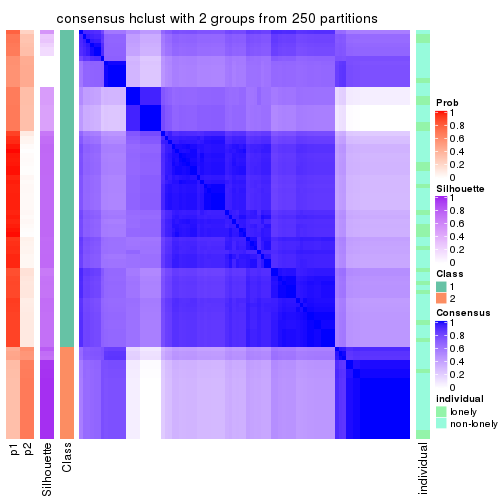 consensus hclust with 2 groups from 250 partitions
Prob
1
0.8
0.6
0.4
0.2
0
Silhouette
1
0.8
0.6
0.4
0.2
0
Class
1
2
Consensus
1
0.8
0.6
0.4
0.2
0
individual
lonely
non-lonely
p1
p2
Silhouette
Class
individual